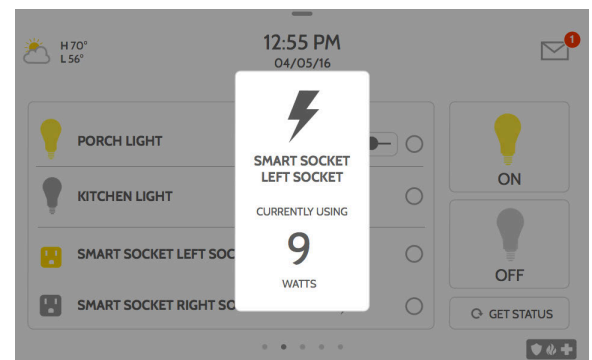 H 70°
L 56°
12:55 PM
04/05/16
1
PORCH LIGHT
KITCHEN LIGHT
SMART SOCKET LEFT SOC
SMART SOCKET RIGHT SO
SMART SOCKET
LEFT SOCKET
CURRENTLY USING
9
WATTS
ON
OFF
GET STATUS